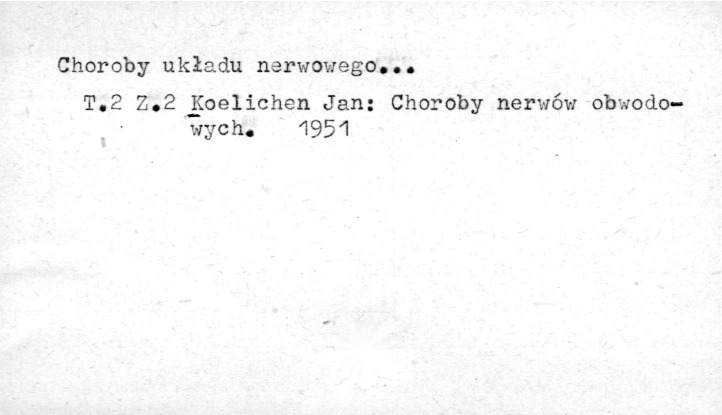 Choroby układu nerwowego...
T.2 Z.2 Koelichen Jan: Choroby nerwów obwodo-
wych. 1951